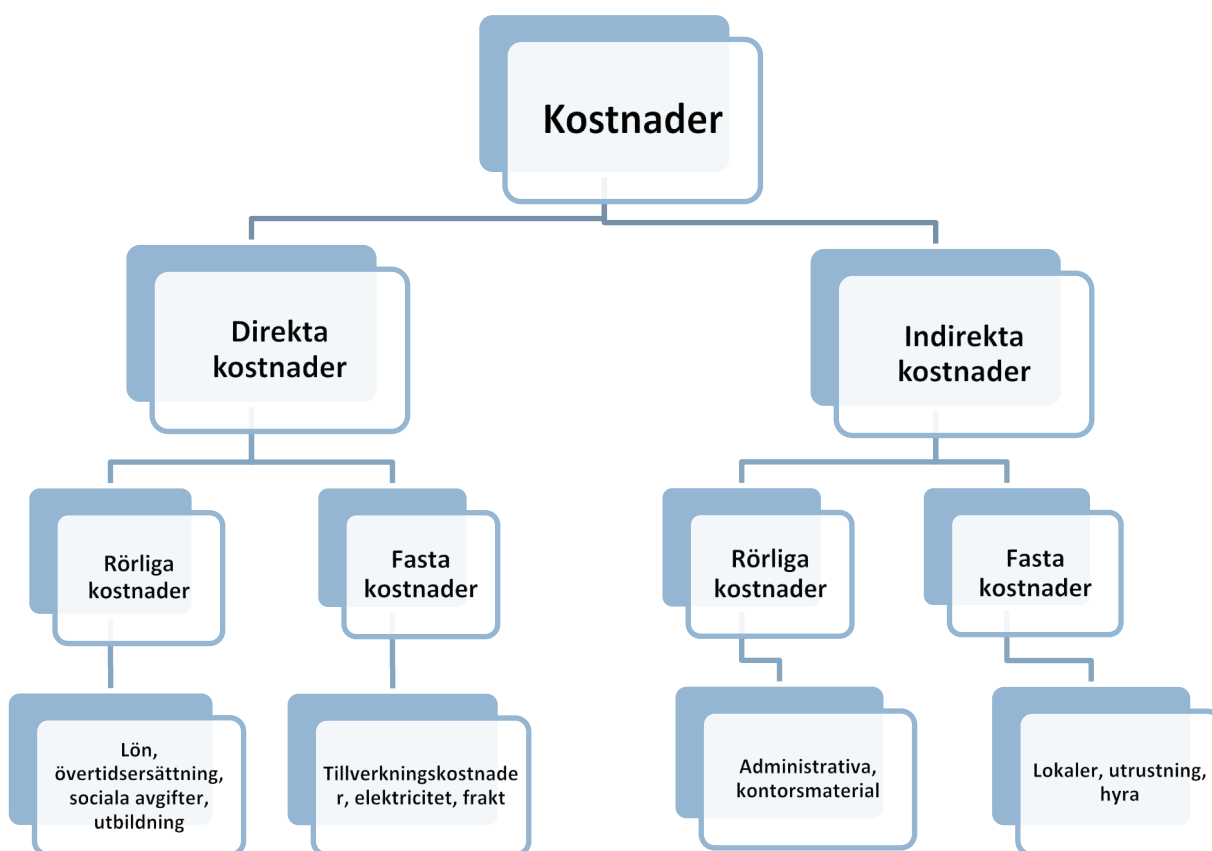 Kostnader
Direkta
kostnader
Indirekta
kostnader
Rörliga
kostnader
Fasta
kostnader
Rörliga
kostnader
Fasta
kostnader
Lön,
övertidsersättning,
sociala avgifter,
utbildning
Tillverkningskostnade
r, elektricitet, frakt
Administrativa,
kontorsmaterial
Lokaler, utrustning,
hyra